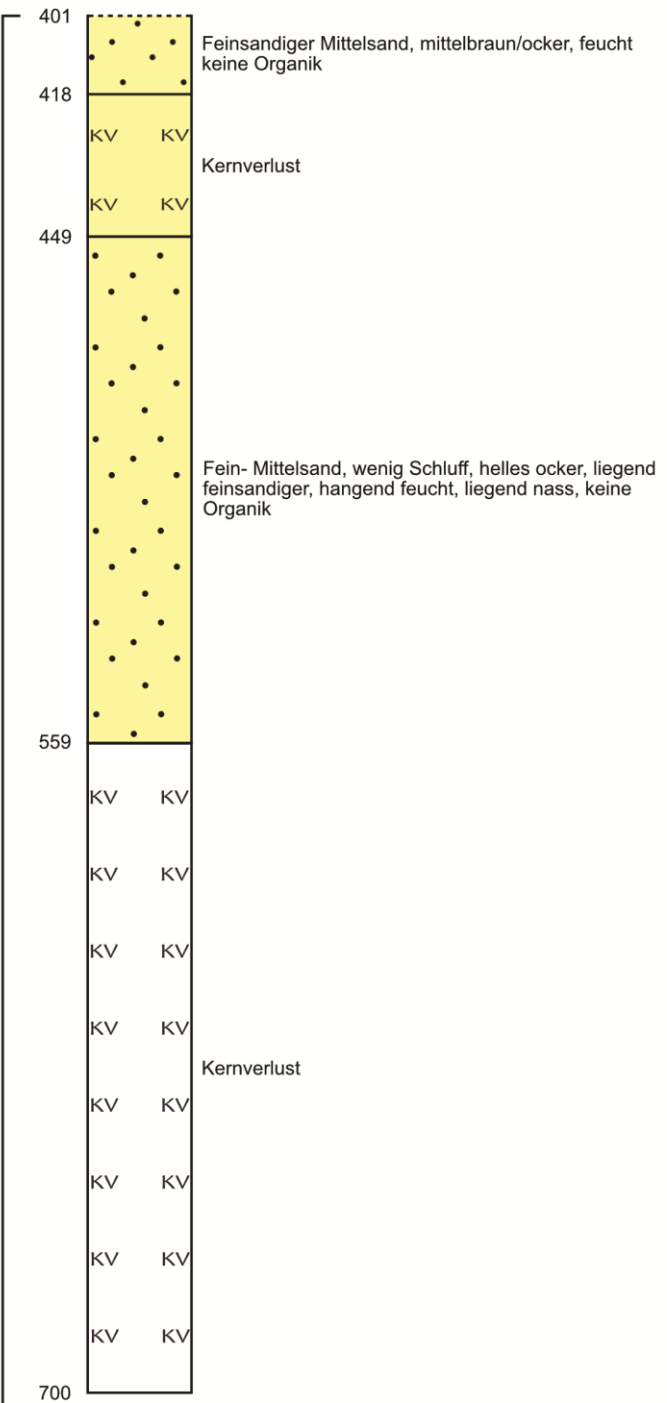 401
Feinsandiger Mittelsand, mittelbraun/ocker, feucht
keine Organik
418
KV KV
Kernverlust
KV KV
449
Fein- Mittelsand, wenig Schluff, helles ocker, liegend
feinsandiger, hangend feucht, liegend nass, keine
Organik
559
KV KV
KV KV
KV KV
KV KV
Kernverlust
KV KV
KV KV
KV KV
KV KV
700